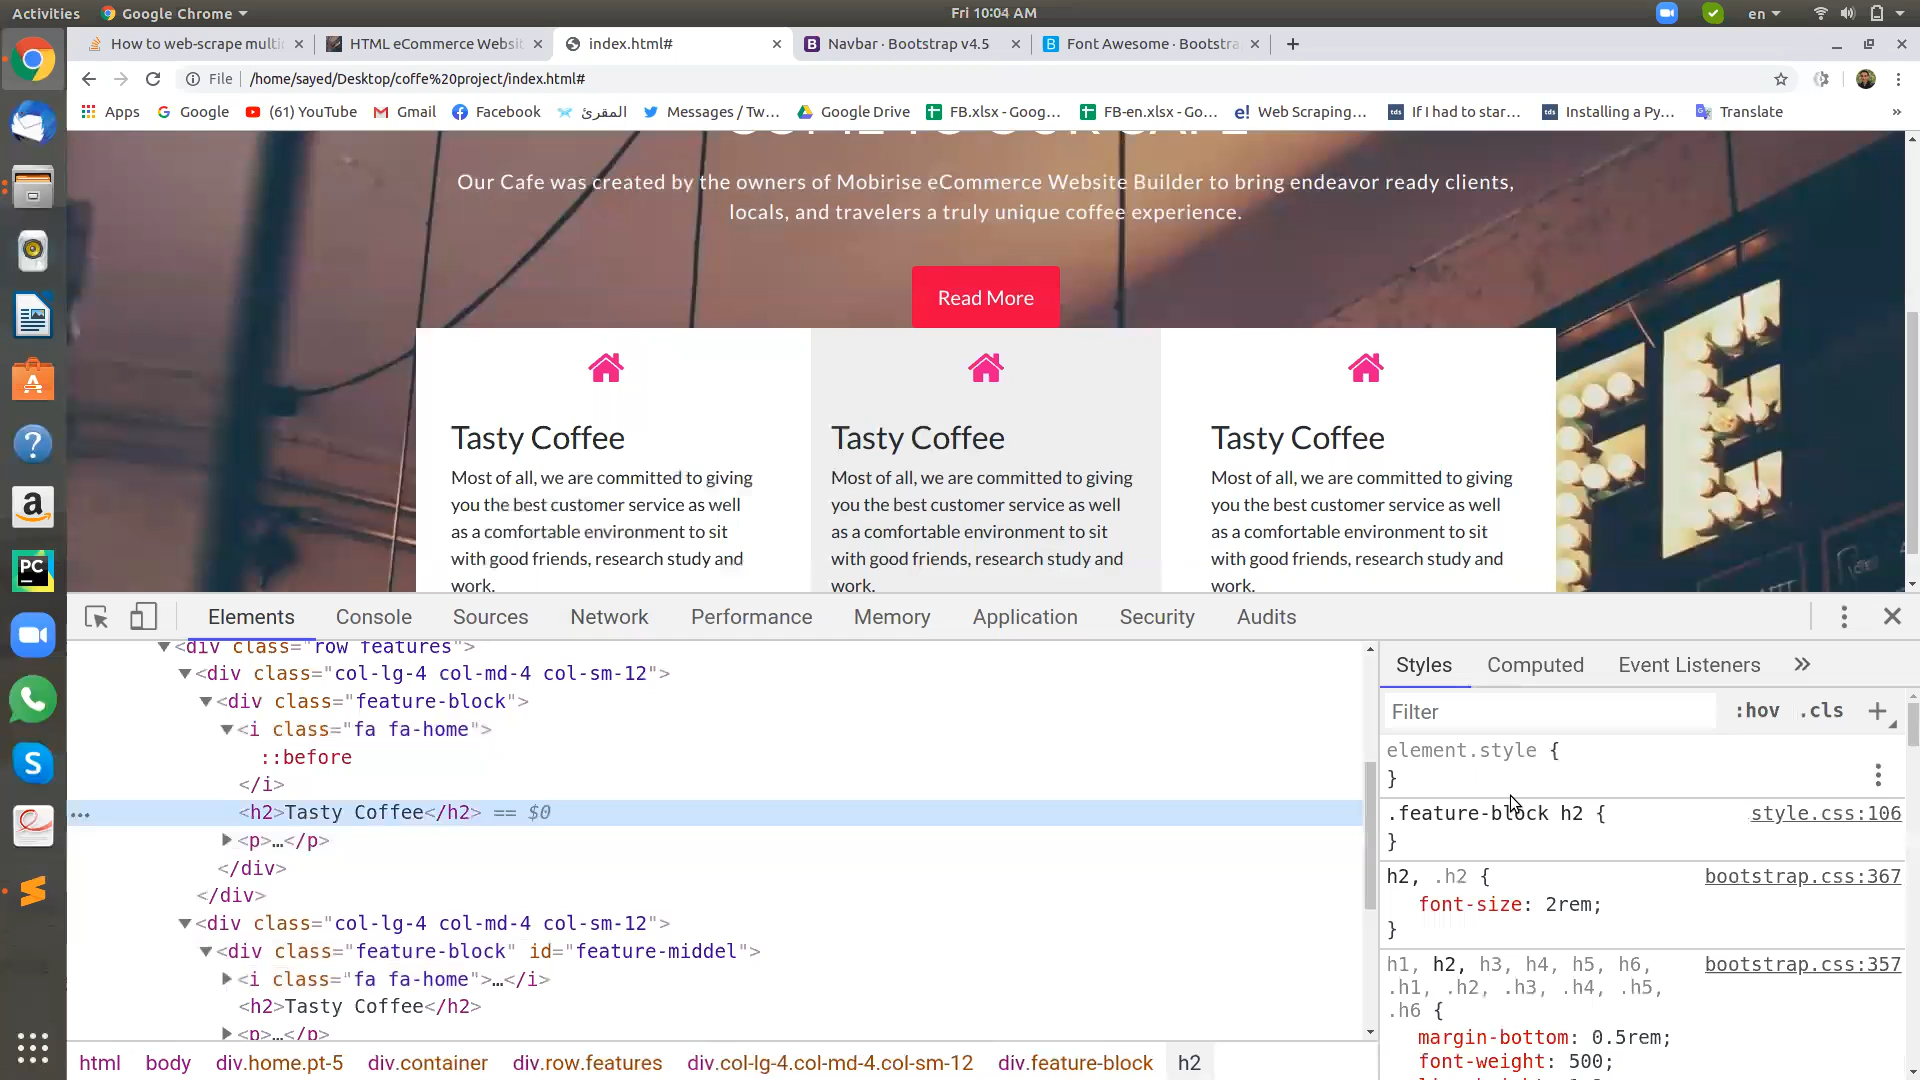 Activities Google Chrome Fri 10:04 AM en
How to web-scrape multi HTML eCommerce Websit index.html# Navbar · Bootstrap v4.5 Font Awesome · Bootstra
File /home/sayed/Desktop/coffe%20project/index.html#
Apps Google (61) YouTube Gmail Facebook المقرئ Messages / Tw... Google Drive FB.xlsx - Goog... FB-en.xlsx - Go... Web Scraping... If I had to star... Installing a Py... Translate »
COME TO OUR CAFE
Our Cafe was created by the owners of Mobirise eCommerce Website Builder to bring endeavor ready clients,
locals, and travelers a truly unique coffee experience.
Read More
Tasty Coffee Tasty Coffee Tasty Coffee
Most of all, we are committed to giving Most of all, we are committed to giving Most of all, we are committed to giving
you the best customer service as well you the best customer service as well you the best customer service as well
as a comfortable environment to sit as a comfortable environment to sit as a comfortable environment to sit
with good friends, research study and with good friends, research study and with good friends, research study and
work. work. work.
Elements Console Sources Network Performance Memory Application Security Audits
<div class="row features">
<div class="col-lg-4 col-md-4 col-sm-12">
<div class="feature-block">
<i class="fa fa-home">
::before
</i>
<h2>Tasty Coffee</h2> == $0
<p>…</p>
</div>
</div>
<div class="col-lg-4 col-md-4 col-sm-12">
<div class="feature-block" id="feature-middel">
<i class="fa fa-home">…</i>
<h2>Tasty Coffee</h2>
<p>…</p>
html body div.home.pt-5 div.container div.row.features div.col-lg-4.col-md-4.col-sm-12 div.feature-block h2
Styles Computed Event Listeners »
Filter :hov .cls +
element.style {
}
.feature-block h2 { style.css:106
}
h2, .h2 { bootstrap.css:367
font-size: 2rem;
}
h1, h2, h3, h4, h5, h6, bootstrap.css:357
.h1, .h2, .h3, .h4, .h5,
.h6 {
margin-bottom: 0.5rem;
font-weight: 500;